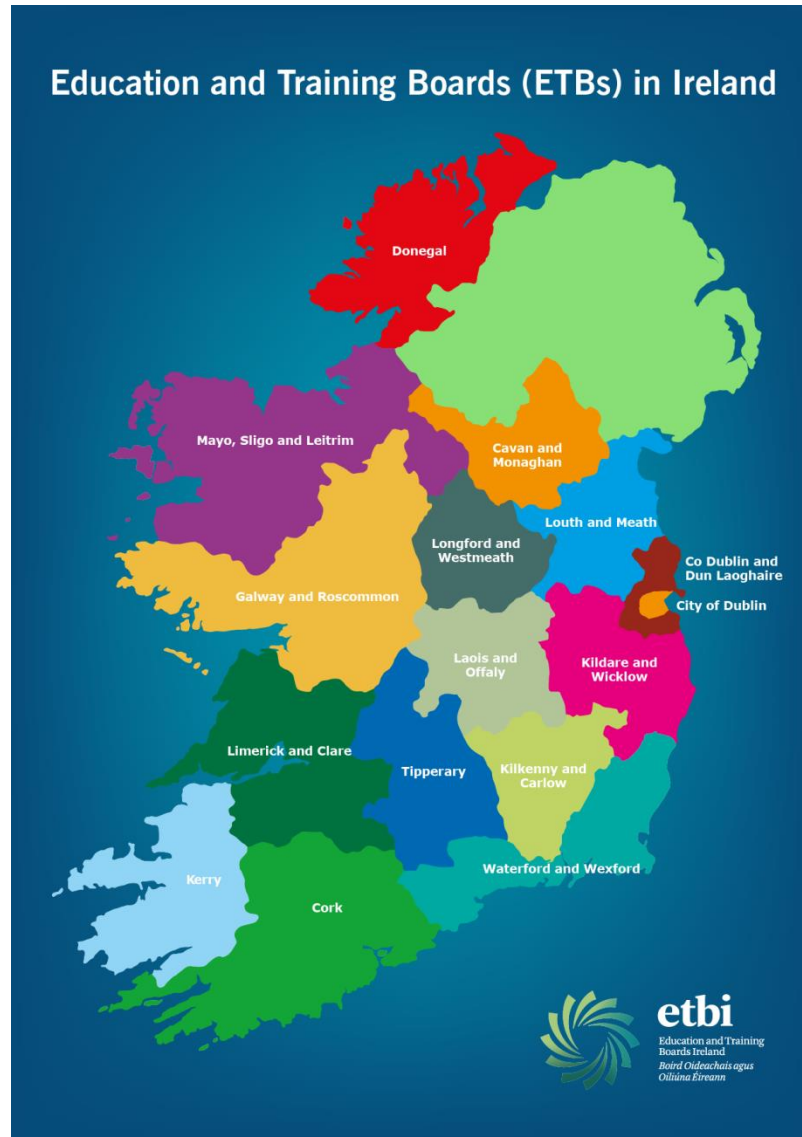 Education and Training Boards (ETBs) in Ireland
Donegal
Mayo, Sligo and Leitrim
Cavan and
Monaghan
Louth and Meath
Longford and
Westmeath
Co Dublin and
Dun Laoghaire
City of Dublin
Galway and Roscommon
Laois and
Offaly
Kildare and
Wicklow
Limerick and Clare
Tipperary
Kilkenny and
Carlow
Waterford and Wexford
Kerry
Cork
etbi
Education and Training
Boards Ireland
Boird Oideachais agus
Oiliúna Éireann